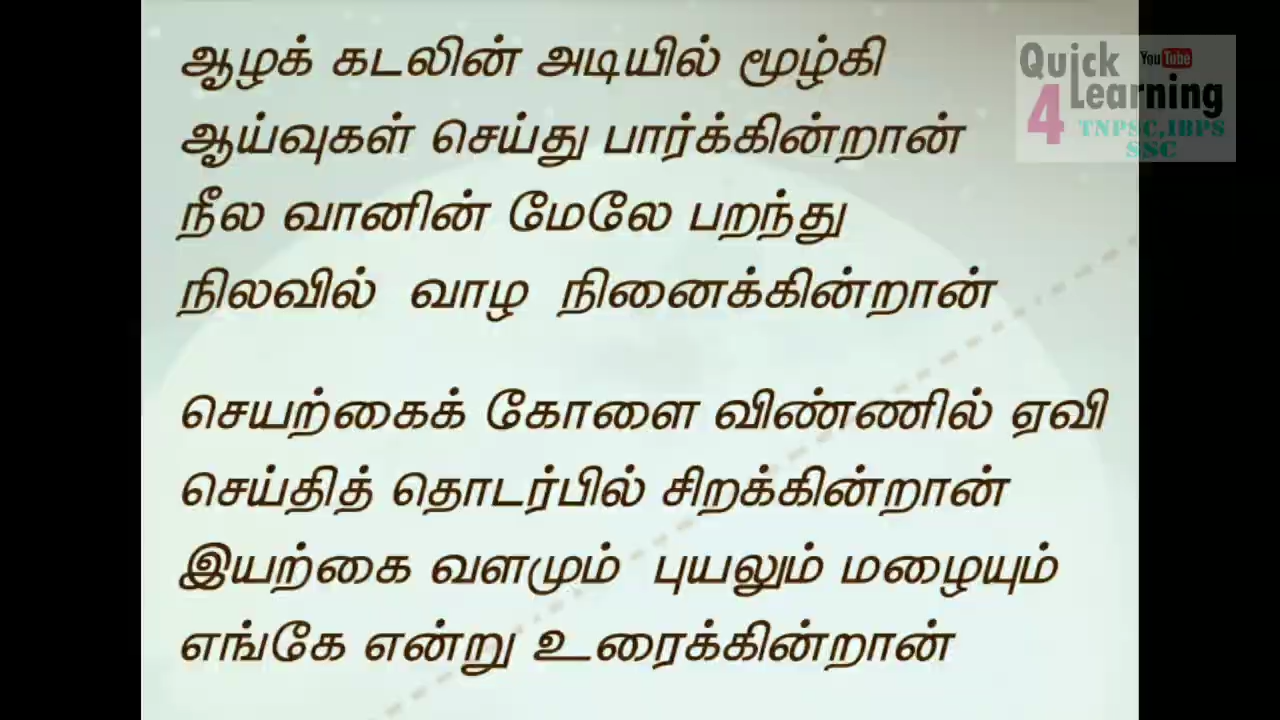 ஆழக் கடலின் அடியில் மூழ்கி
ஆய்வுகள் செய்து பார்க்கின்றான்
நீல வானின் மேலே பறந்து
நிலவில் வாழ நினைக்கின்றான்
செயற்கைக் கோளை விண்ணில் ஏவி
செய்தித் தொடர்பில் சிறக்கின்றான்
இயற்கை வளமும் புயலும் மழையும்
எங்கே என்று உரைக்கின்றான்
Quick YouTube
4 Learning
TNPSC,IBPS
SSC